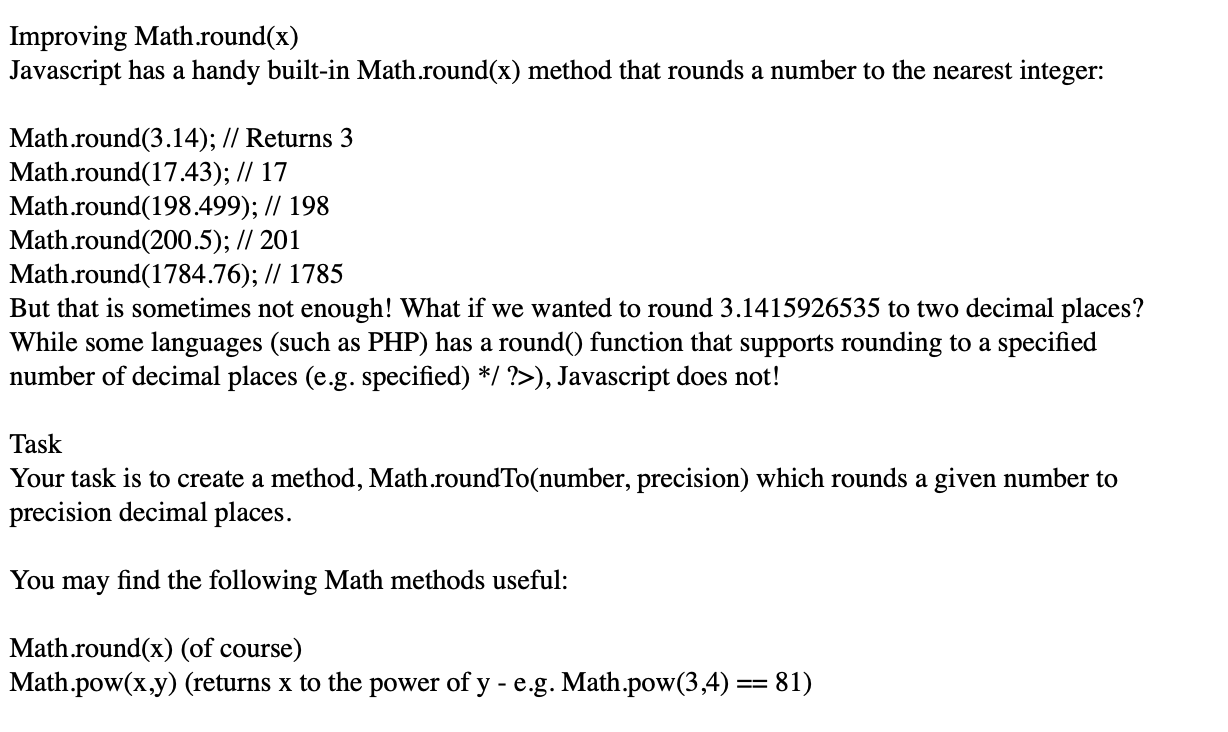 Improving Math.round(x)
Javascript has a handy built-in Math.round(x) method that rounds a number to the nearest integer:
Math.round(3.14); // Returns 3
Math.round(17.43); // 17
Math.round(198.499); // 198
Math.round(200.5); // 201
Math.round(1784.76); // 1785
But that is sometimes not enough! What if we wanted to round 3.1415926535 to two decimal places?
While some languages (such as PHP) has a round() function that supports rounding to a specified
number of decimal places (e.g. specified) */ ?>), Javascript does not!
Task
Your task is to create a method, Math.roundTo(number, precision) which rounds a given number to
precision decimal places.
You may find the following Math methods useful:
Math.round(x) (of course)
Math.pow(x,y) (returns x to the power of y - e.g. Math.pow(3,4) == 81)